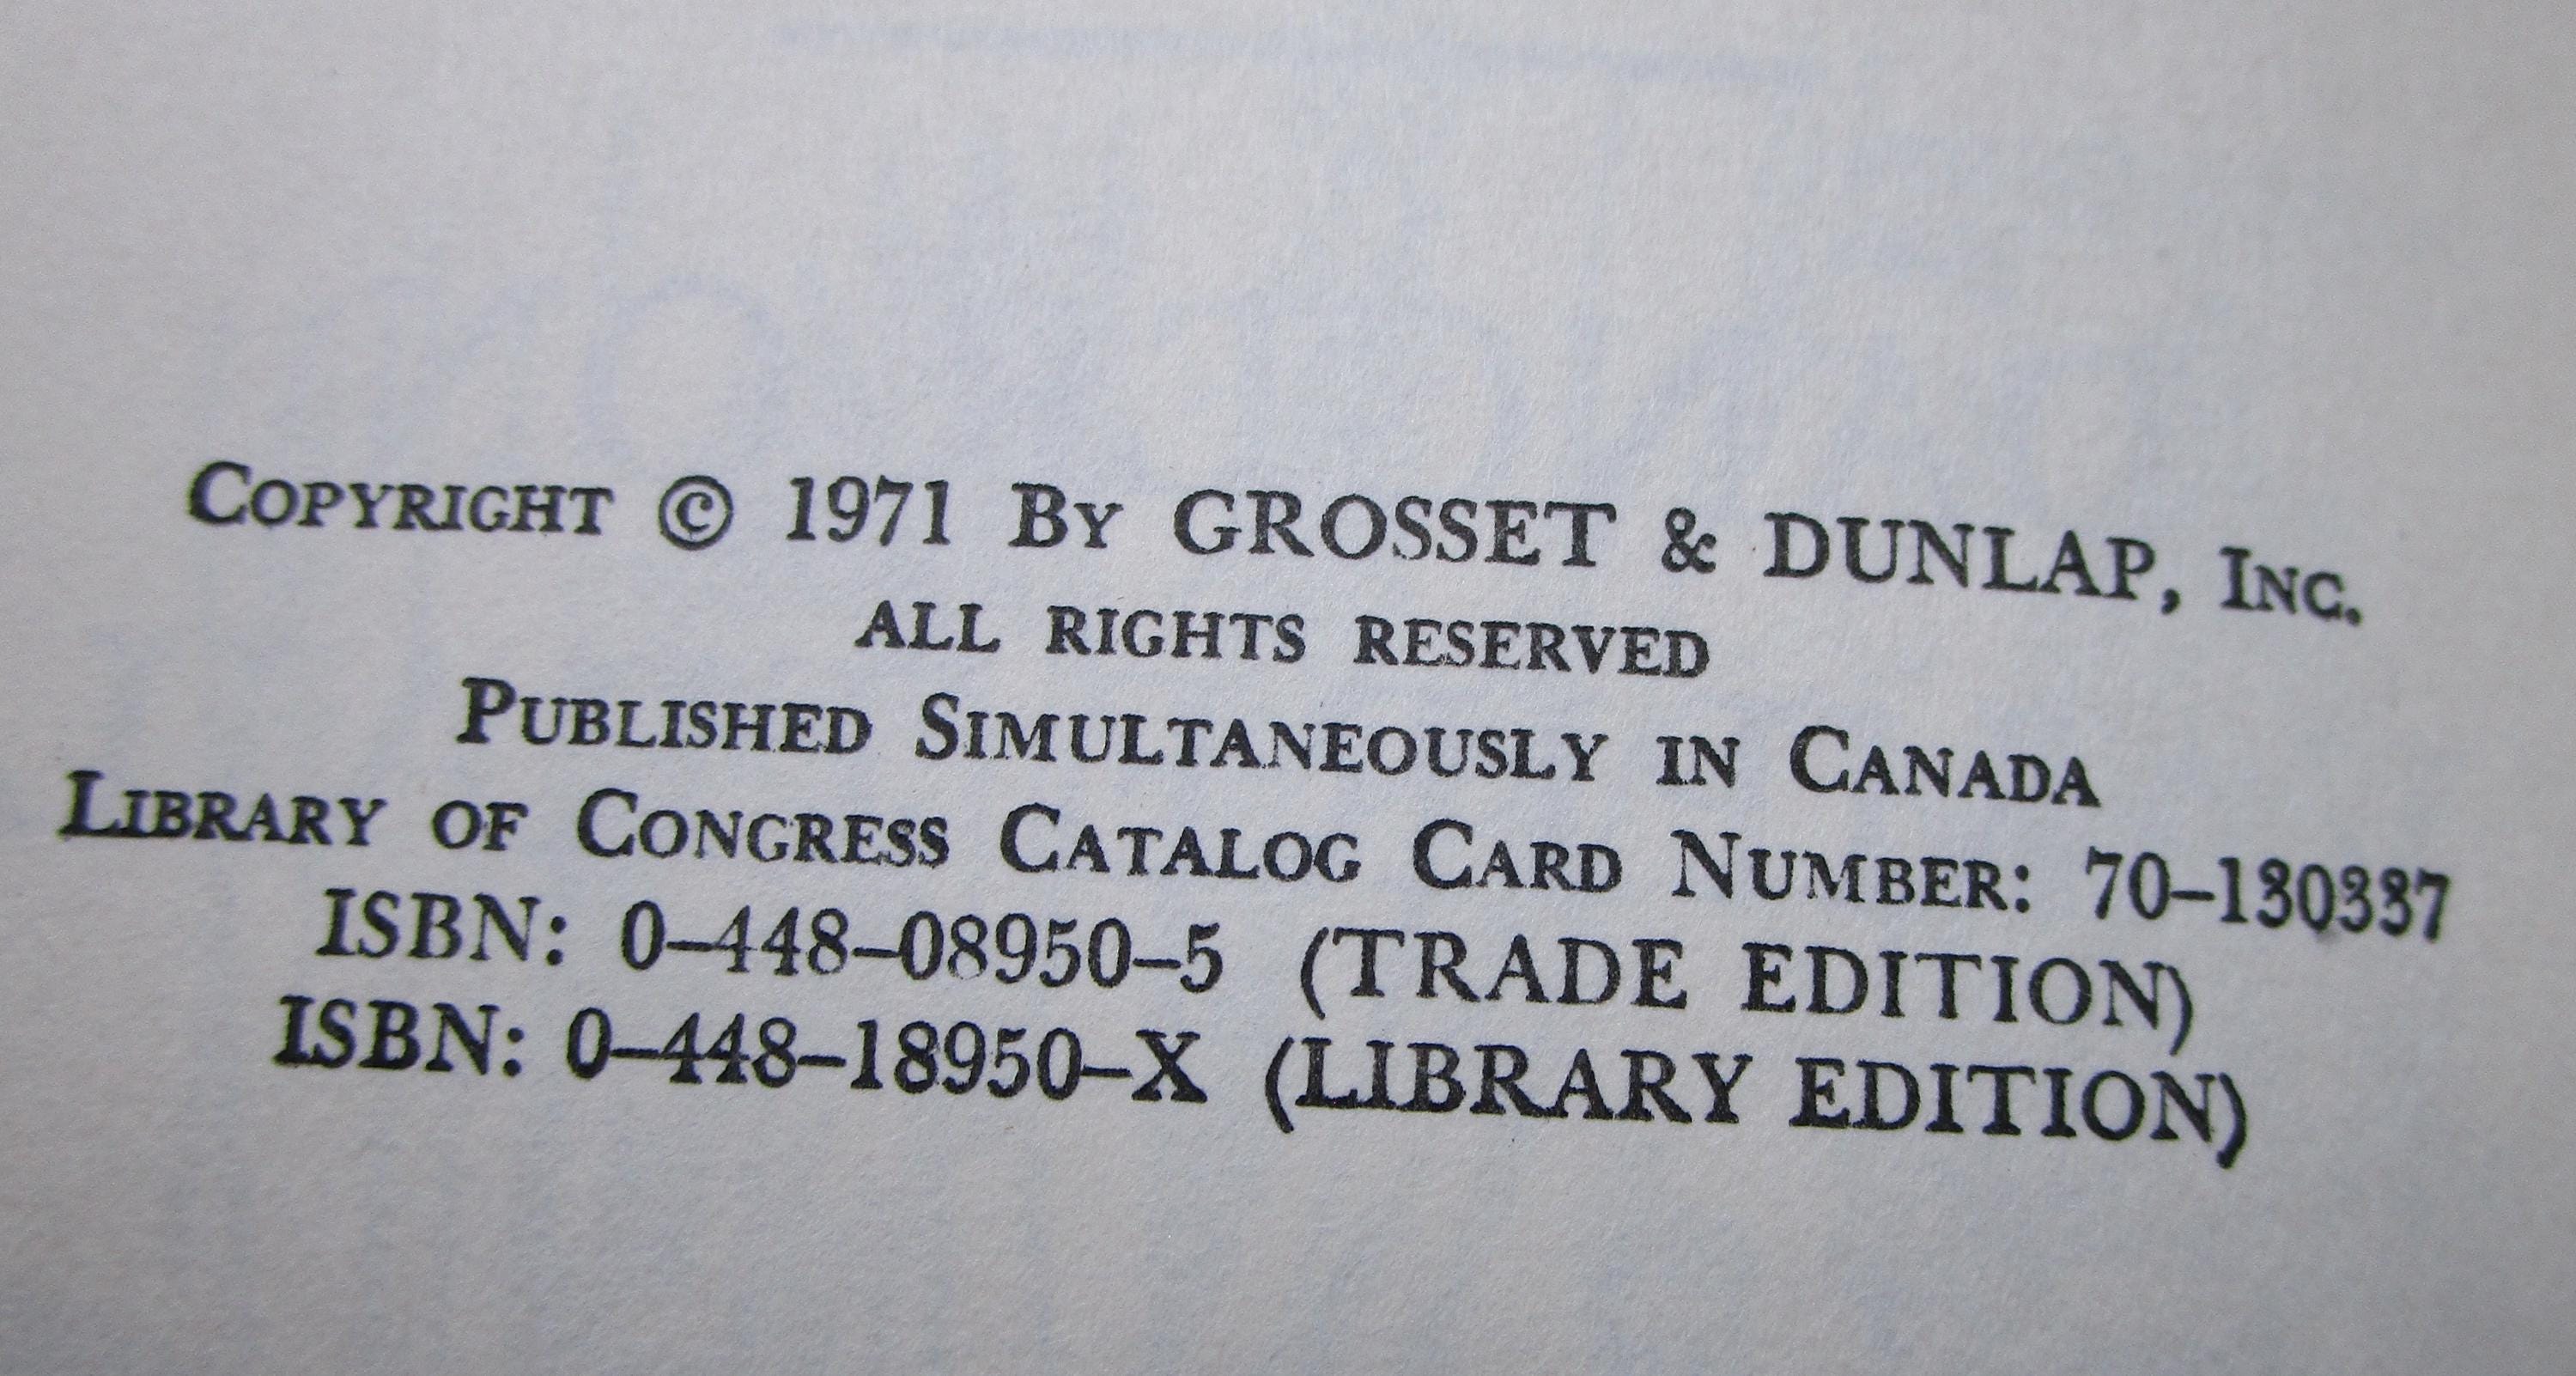 Copyright © 1971 By GROSSET & DUNLAP, Inc.
ALL RIGHTS RESERVED
Published Simultaneously in Canada
Library of Congress Catalog Card Number: 70–130337
ISBN: 0–448–08950–5 (TRADE EDITION)
ISBN: 0–448–18950–X (LIBRARY EDITION)